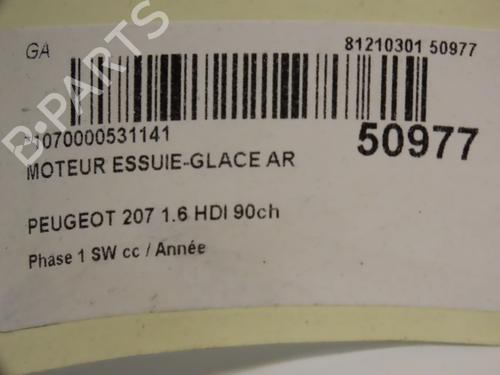 GA
81210301 50977
1070000531141
50977
MOTEUR ESSUIE-GLACE AR
PEUGEOT 207 1.6 HDI 90ch
Phase 1 SW cc / Année
B-PARTS